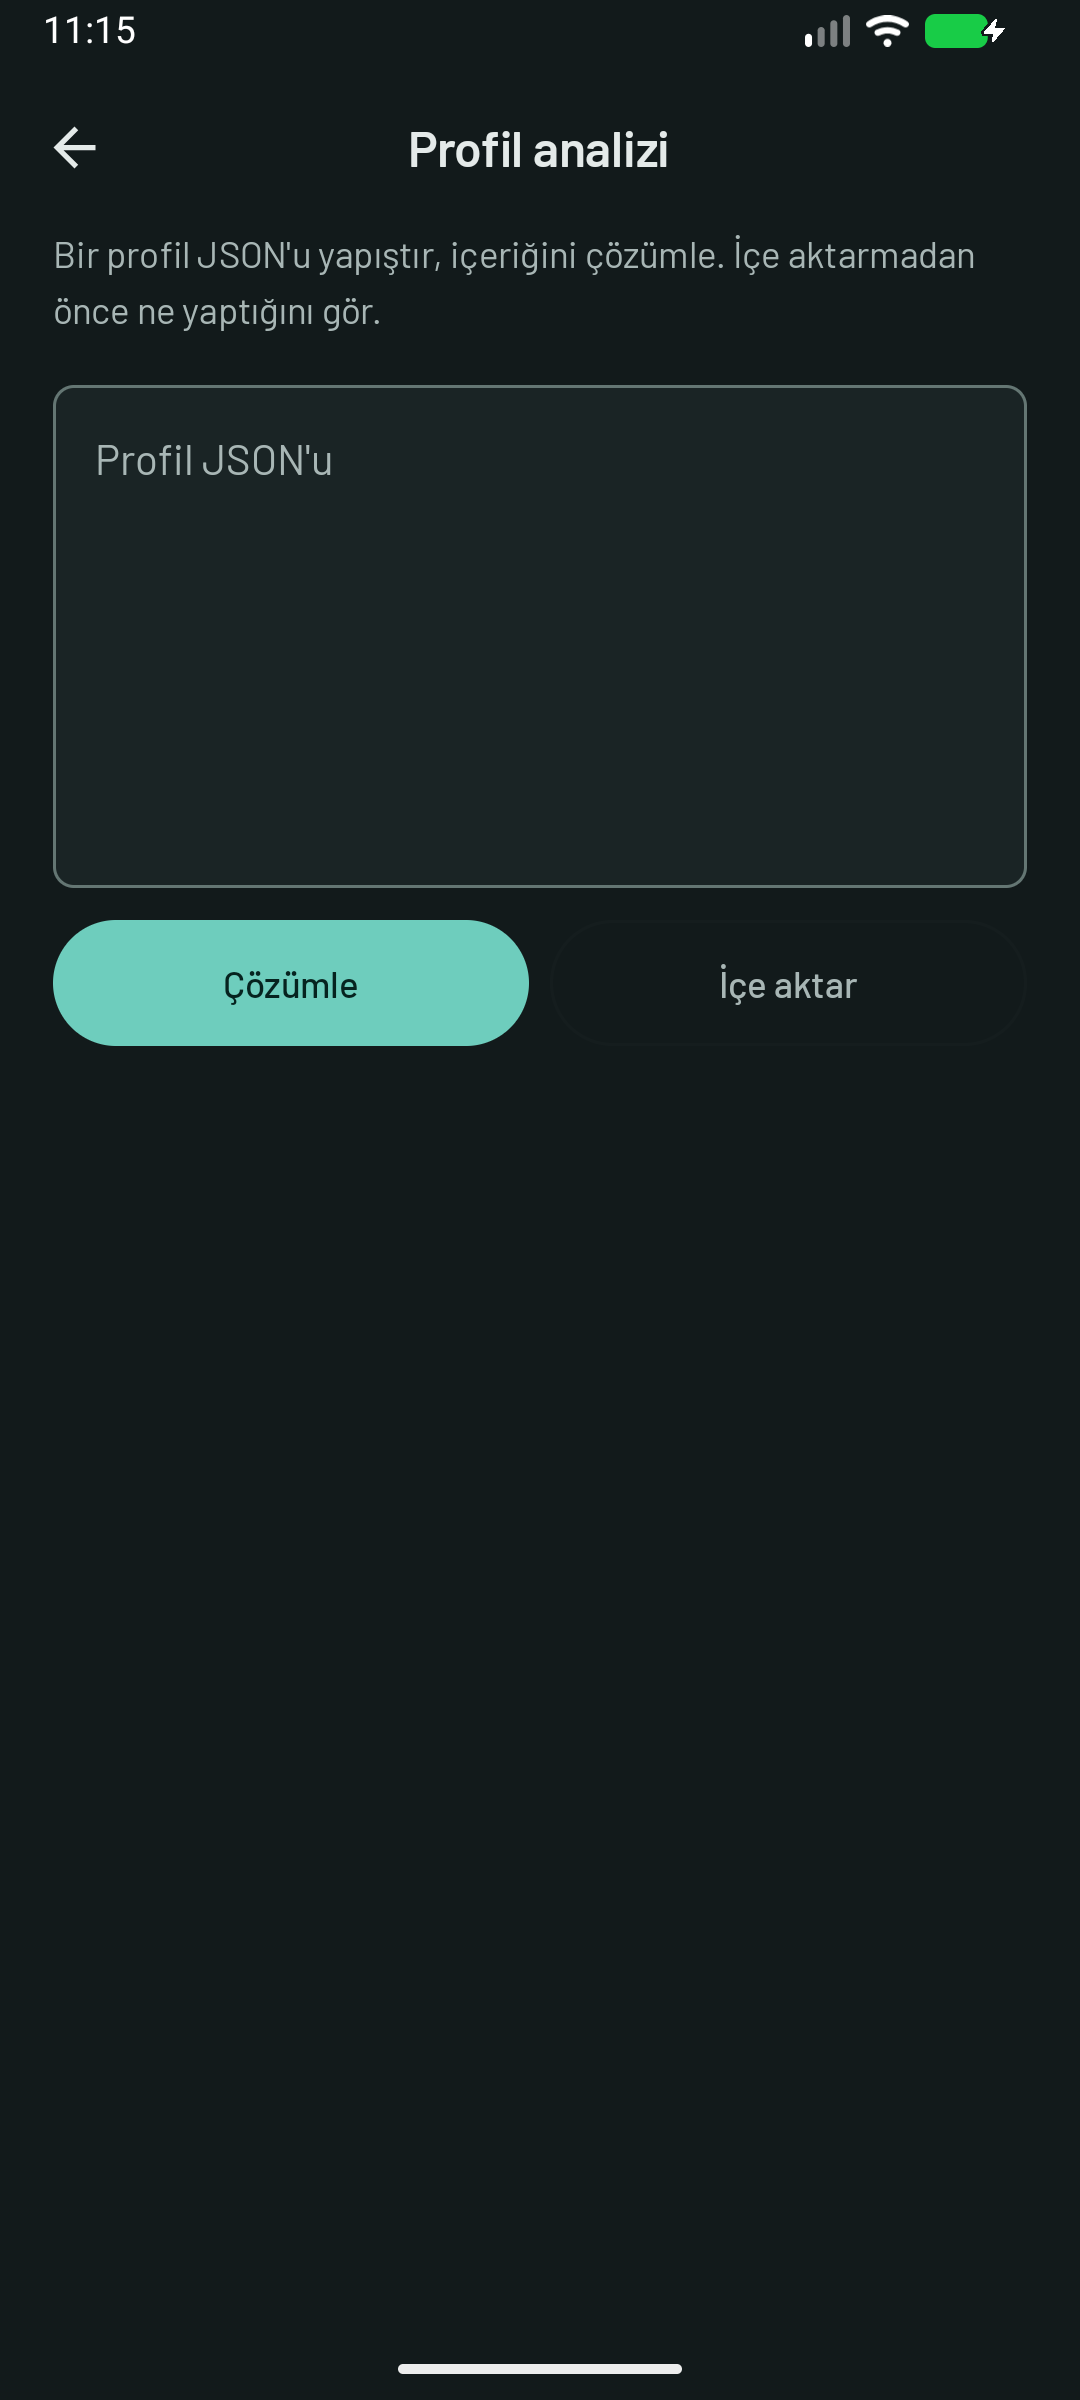 11:15
Profil analizi
Bir profil JSON'u yapıştır, içeriğini çözümle. İçe aktarmadan
önce ne yaptığını gör.
Profil JSON'u
Çözümle
İçe aktar